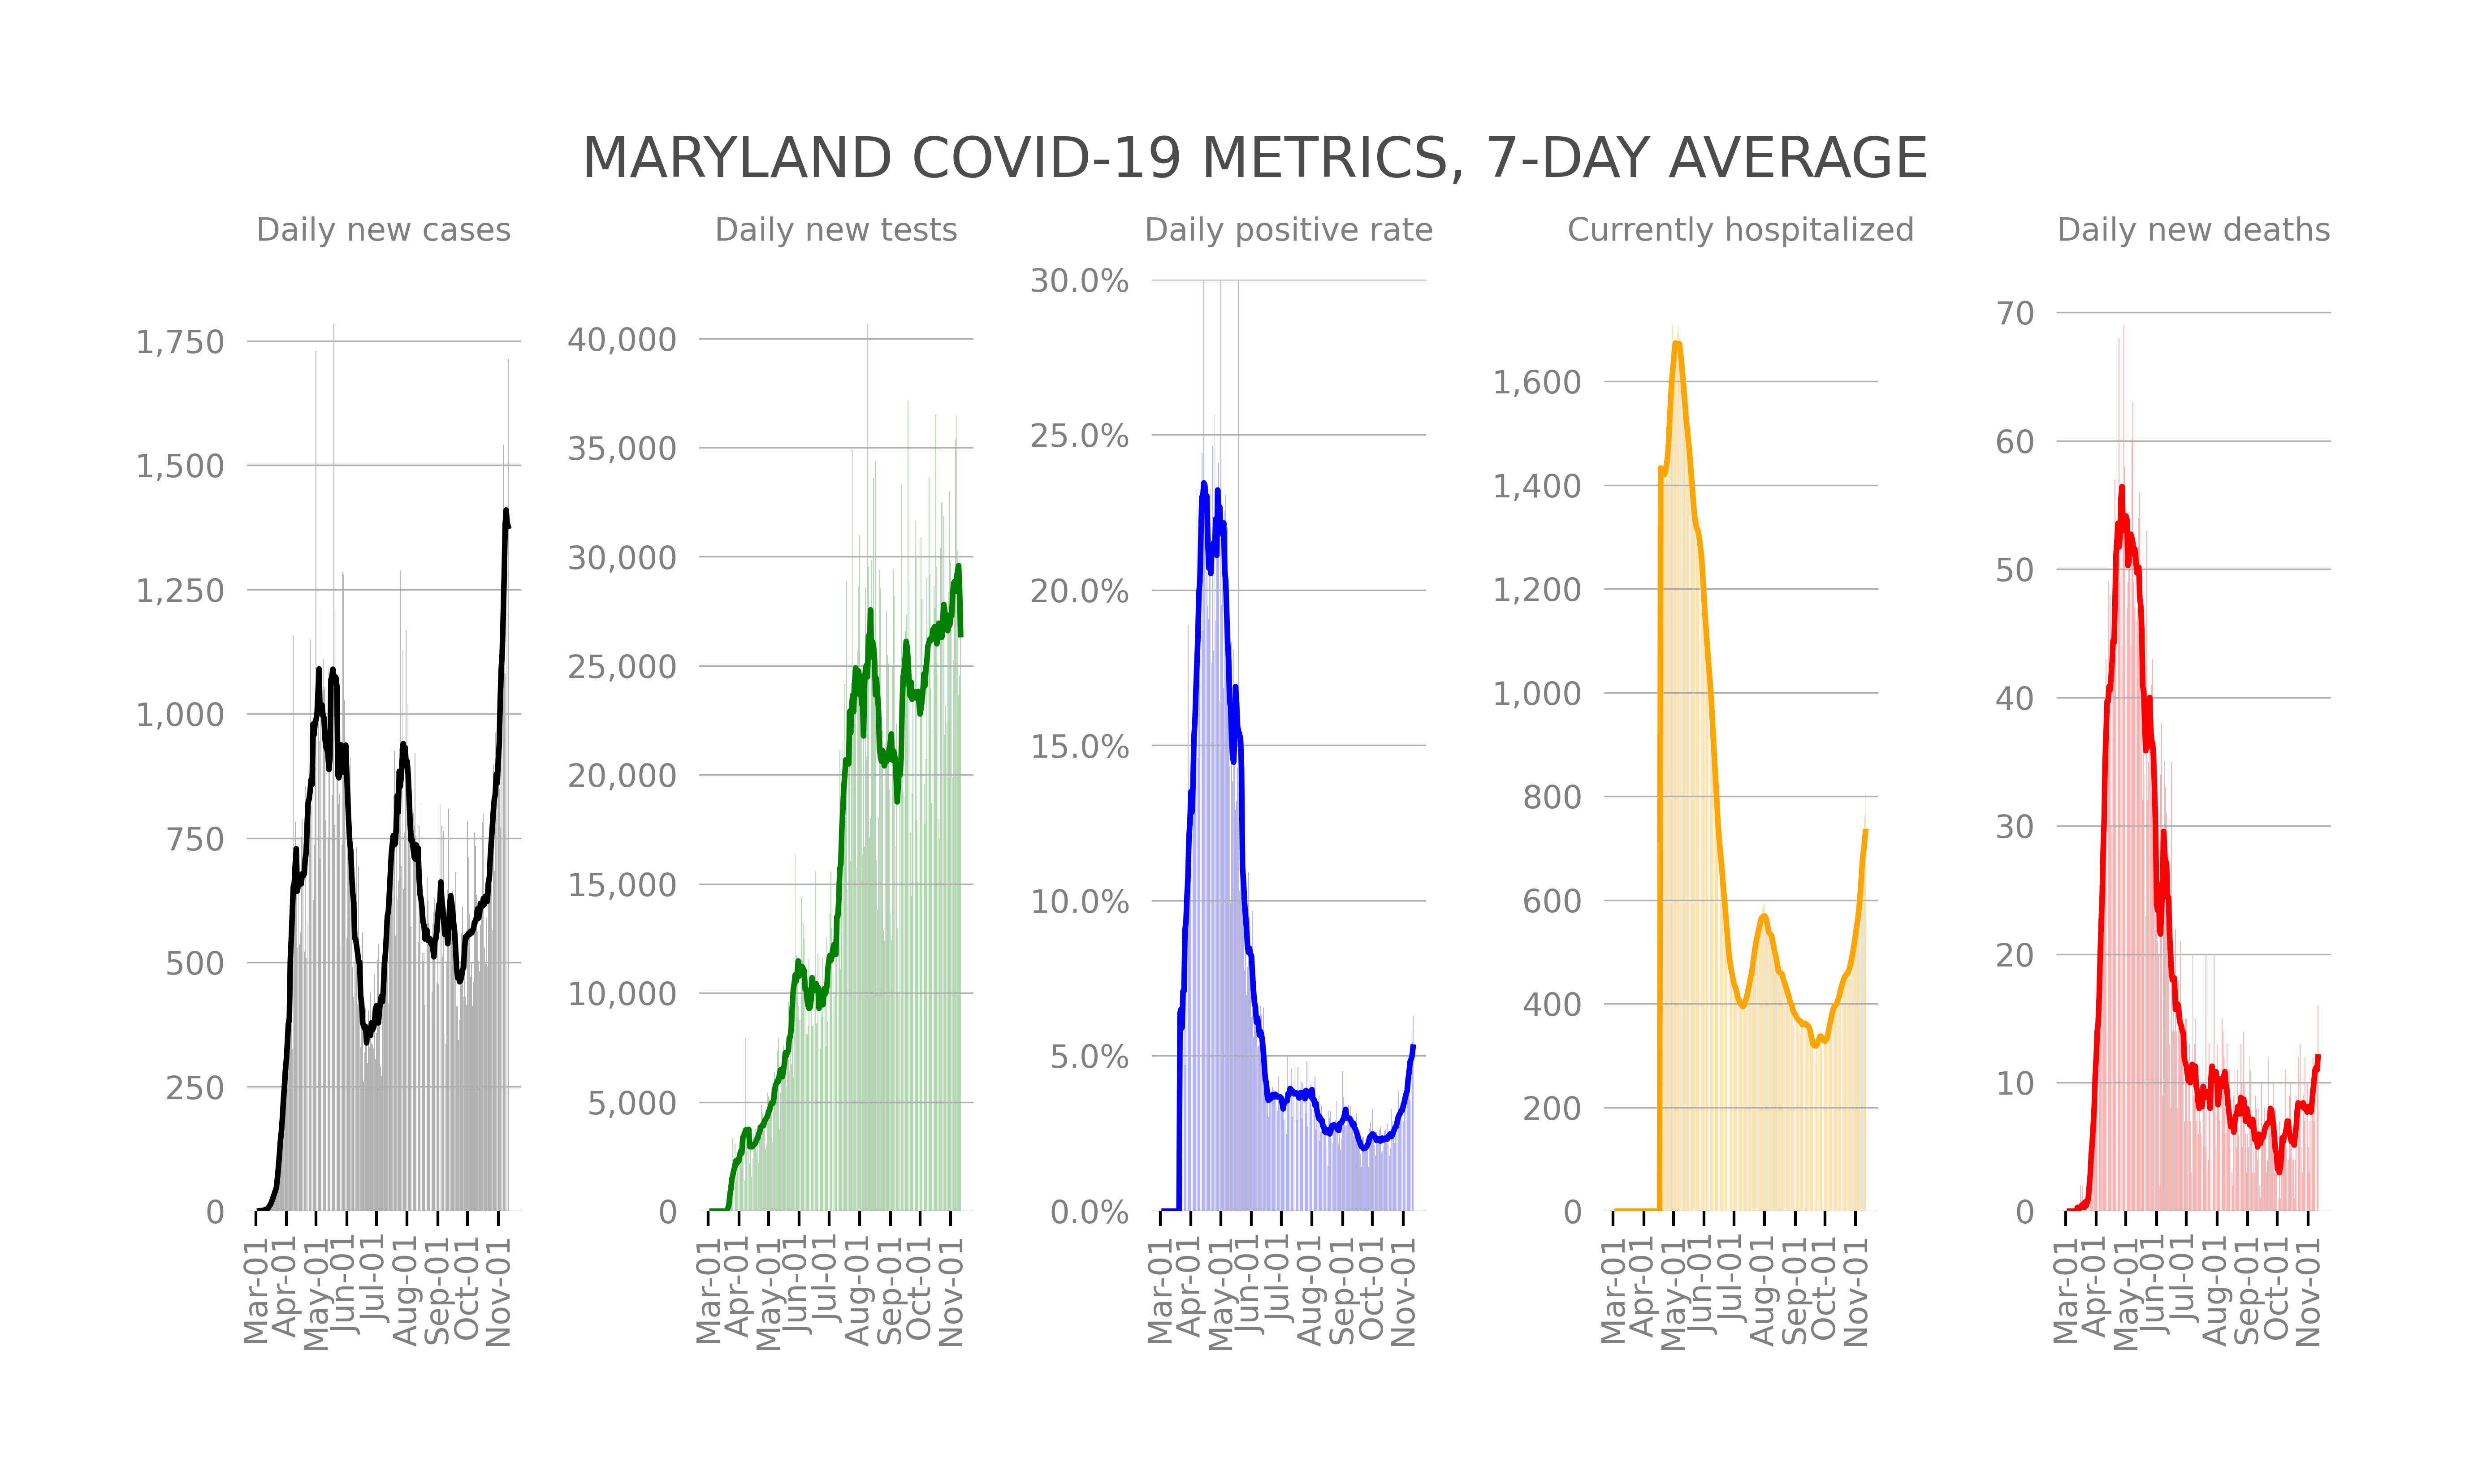 MARYLAND COVID-19 METRICS, 7-DAY AVERAGE
Daily new cases
1,750
1,500
1,250
1,000
750
500
250
0
Mar-01
Apr-01
May-01
Jun-01
Jul-01
Aug-01
Sep-01
Oct-01
Nov-01
Daily new tests
40,000
35,000
30,000
25,000
20,000
15,000
10,000
5,000
0
Mar-01
Apr-01
May-01
Jun-01
Jul-01
Aug-01
Sep-01
Oct-01
Nov-01
Daily positive rate
30.0%
25.0%
20.0%
15.0%
10.0%
5.0%
0.0%
Mar-01
Apr-01
May-01
Jun-01
Jul-01
Aug-01
Sep-01
Oct-01
Nov-01
Currently hospitalized
1,600
1,400
1,200
1,000
800
600
400
200
0
Mar-01
Apr-01
May-01
Jun-01
Jul-01
Aug-01
Sep-01
Oct-01
Nov-01
Daily new deaths
70
60
50
40
30
20
10
0
Mar-01
Apr-01
May-01
Jun-01
Jul-01
Aug-01
Sep-01
Oct-01
Nov-01